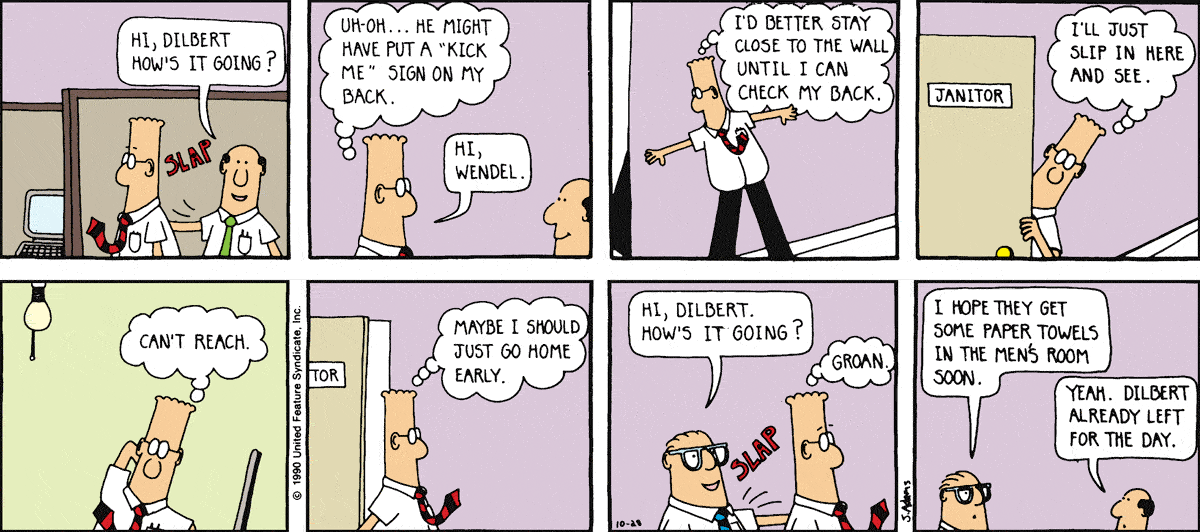 HI, DILBERT
HOW'S IT GOING?
SLAP
UH-OH... HE MIGHT
HAVE PUT A "KICK
ME" SIGN ON MY
BACK.
HI,
WENDEL.
I'D BETTER STAY
CLOSE TO THE WALL
UNTIL I CAN
CHECK MY BACK.
I'LL JUST
SLIP IN HERE
AND SEE.
JANITOR
CAN'T REACH.
© 1990 United Feature Syndicate, Inc.
MAYBE I SHOULD
JUST GO HOME
EARLY.
TOR
HI, DILBERT.
HOW'S IT GOING?
GROAN.
SLAP
10-28
S. Adams
I HOPE THEY GET
SOME PAPER TOWELS
IN THE MEN'S ROOM
SOON.
YEAH. DILBERT
ALREADY LEFT
FOR THE DAY.